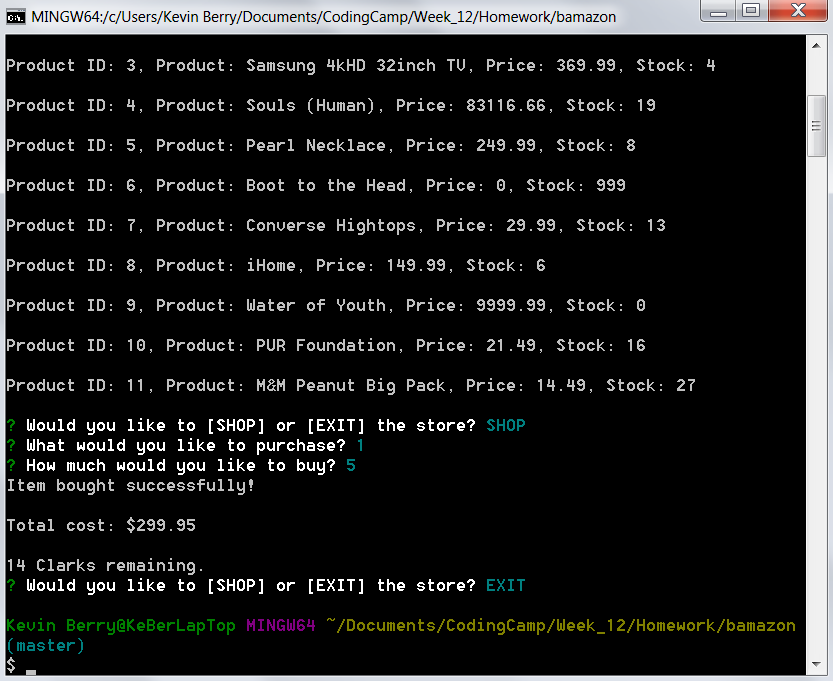 MINGW64:/c/Users/Kevin Berry/Documents/CodingCamp/Week_12/Homework/bamazon
Product ID: 3, Product: Samsung 4kHD 32inch TV, Price: 369.99, Stock: 4
Product ID: 4, Product: Souls (Human), Price: 83116.66, Stock: 19
Product ID: 5, Product: Pearl Necklace, Price: 249.99, Stock: 8
Product ID: 6, Product: Boot to the Head, Price: 0, Stock: 999
Product ID: 7, Product: Converse Hightops, Price: 29.99, Stock: 13
Product ID: 8, Product: iHome, Price: 149.99, Stock: 6
Product ID: 9, Product: Water of Youth, Price: 9999.99, Stock: 0
Product ID: 10, Product: PUR Foundation, Price: 21.49, Stock: 16
Product ID: 11, Product: M&M Peanut Big Pack, Price: 14.49, Stock: 27
? Would you like to [SHOP] or [EXIT] the store? SHOP
? What would you like to purchase? 1
? How much would you like to buy? 5
Item bought successfully!
Total cost: $299.95
14 Clarks remaining.
? Would you like to [SHOP] or [EXIT] the store? EXIT
Kevin Berry@KeBerLapTop MINGW64 ~/Documents/CodingCamp/Week_12/Homework/bamazon
(master)
$ _